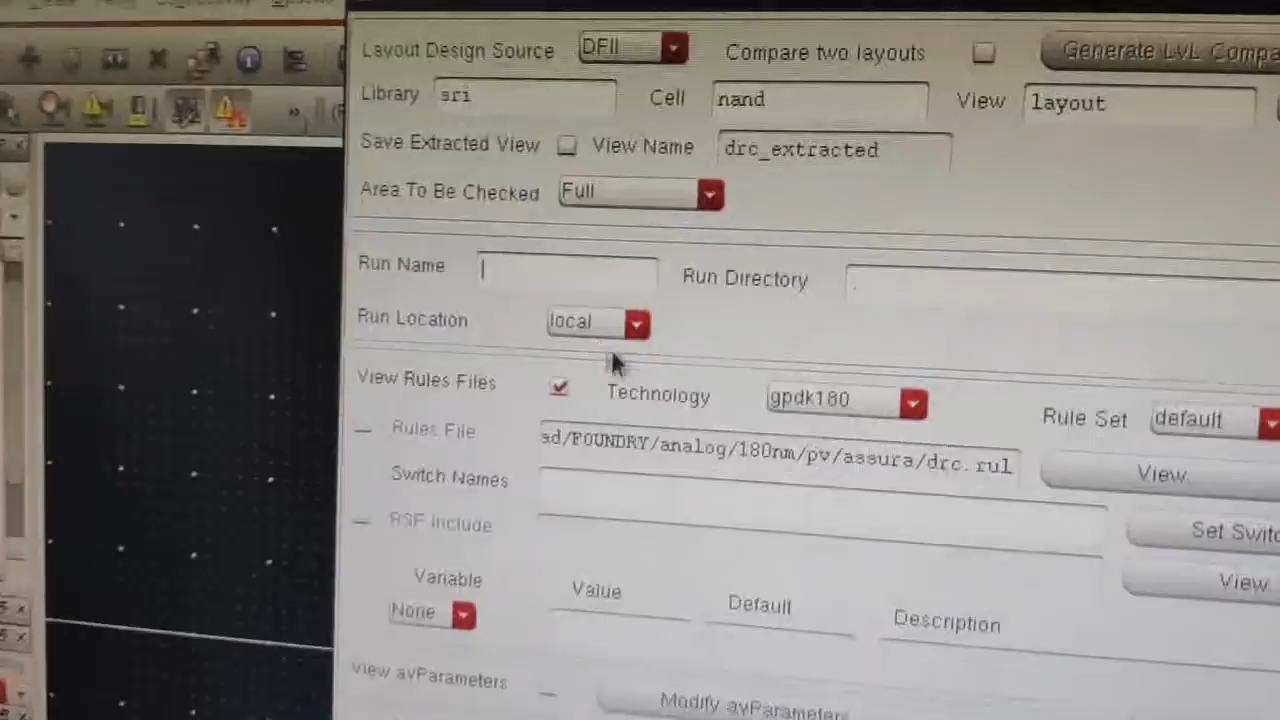 Layout Design Source DFII Compare two layouts Generate LVL Compa
Library sri Cell nand View layout
Save Extracted View View Name drc_extracted
Area To Be Checked Full
Run Name Run Directory
Run Location local
View Rules Files Technology gpdk180 Rule Set default
Rules File ad/FOUNDRY/analog/180nm/pv/assura/drc.rul View
Switch Names Set Switc
RSF Include View
Variable Value Default Description
None
View avParameters Modify avParameters